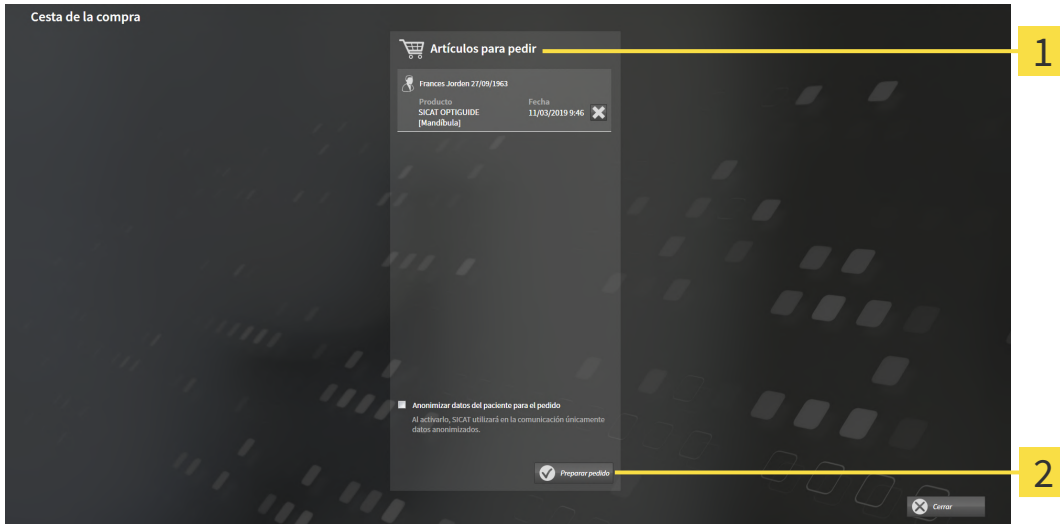 Cesta de la compra
Artículos para pedir
1
Frances Jorden 27/09/1963
Producto Fecha
SICAT OPTIGUIDE 11/03/2019 9:46
[Mandíbula]
Anonimizar datos del paciente para el pedido
Al activarlo, SICAT utilizará en la comunicación únicamente
datos anonimizados.
Preparar pedido
2
Cerrar